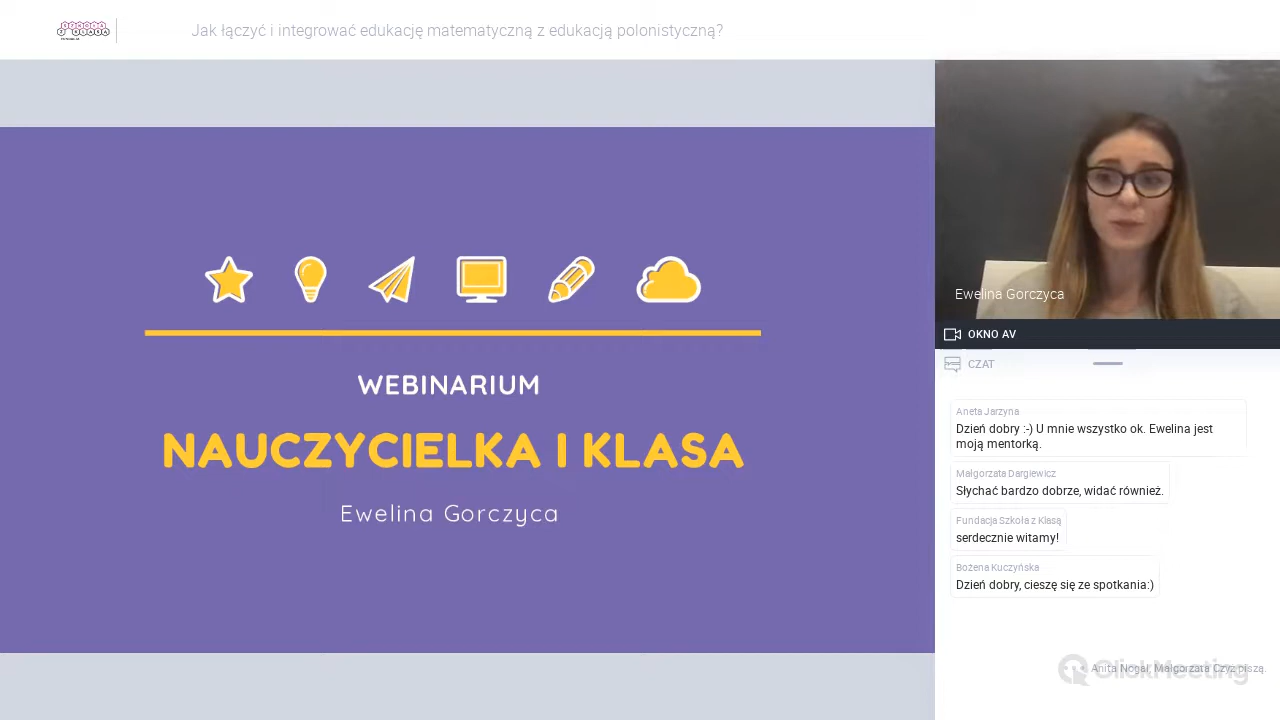 SZKOŁA
Z KLASĄ
Jak łączyć i integrować edukację matematyczną z edukacją polonistyczną?
WEBINARIUM
NAUCZYCIELKA I KLASA
Ewelina Gorczyca
Ewelina Gorczyca
OKNO AV
CZAT
Aneta Jarzyna
Dzień dobry :-) U mnie wszystko ok. Ewelina jest
moją mentorką.
Małgorzata Dargiewicz
Słychać bardzo dobrze, widać również.
Fundacja Szkoła z Klasą
serdecznie witamy!
Bożena Kuczyńska
Dzień dobry, cieszę się ze spotkania:)
Anita Nogal, Małgorzata Czyż piszą.
ClickMeeting